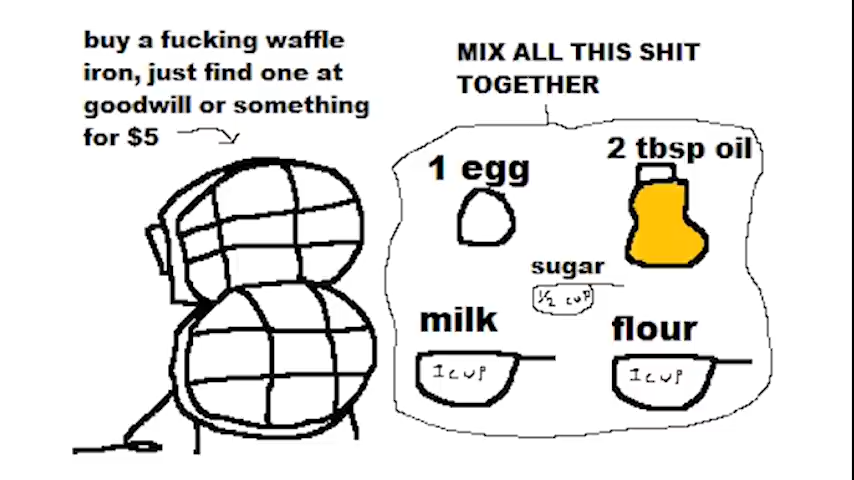 buy a fucking waffle
iron, just find one at
goodwill or something
for $5
MIX ALL THIS SHIT
TOGETHER
1 egg
2 tbsp oil
sugar
1/2 CUP
milk
1 CUP
flour
1 CUP